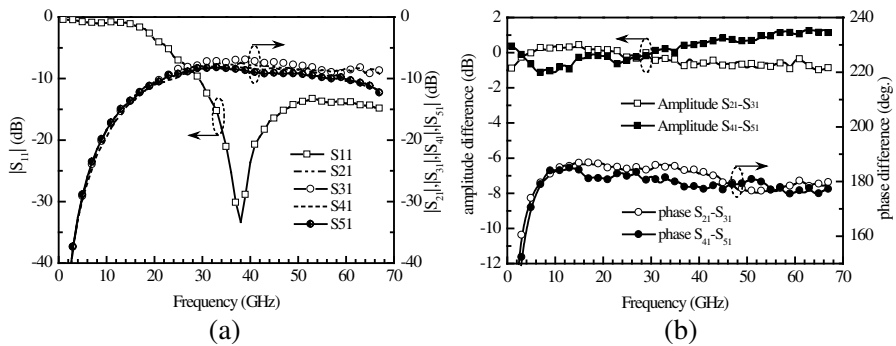 0
-10
-20
-30
-40
|S11| (dB)
0 10 20 30 40 50 60 70
Frequency (GHz)
0
-10
-20
-30
-40
|S21|,|S31|,|S41|,|S51| (dB)
S11
S21
S31
S41
S51
(a)
2
0
-2
-4
-6
-8
-10
-12
amplitude difference (dB)
0 10 20 30 40 50 60 70
Frequency (GHz)
240
220
200
180
160
phase difference (deg.)
Amplitude S21-S31
Amplitude S41-S51
phase S21-S31
phase S41-S51
(b)